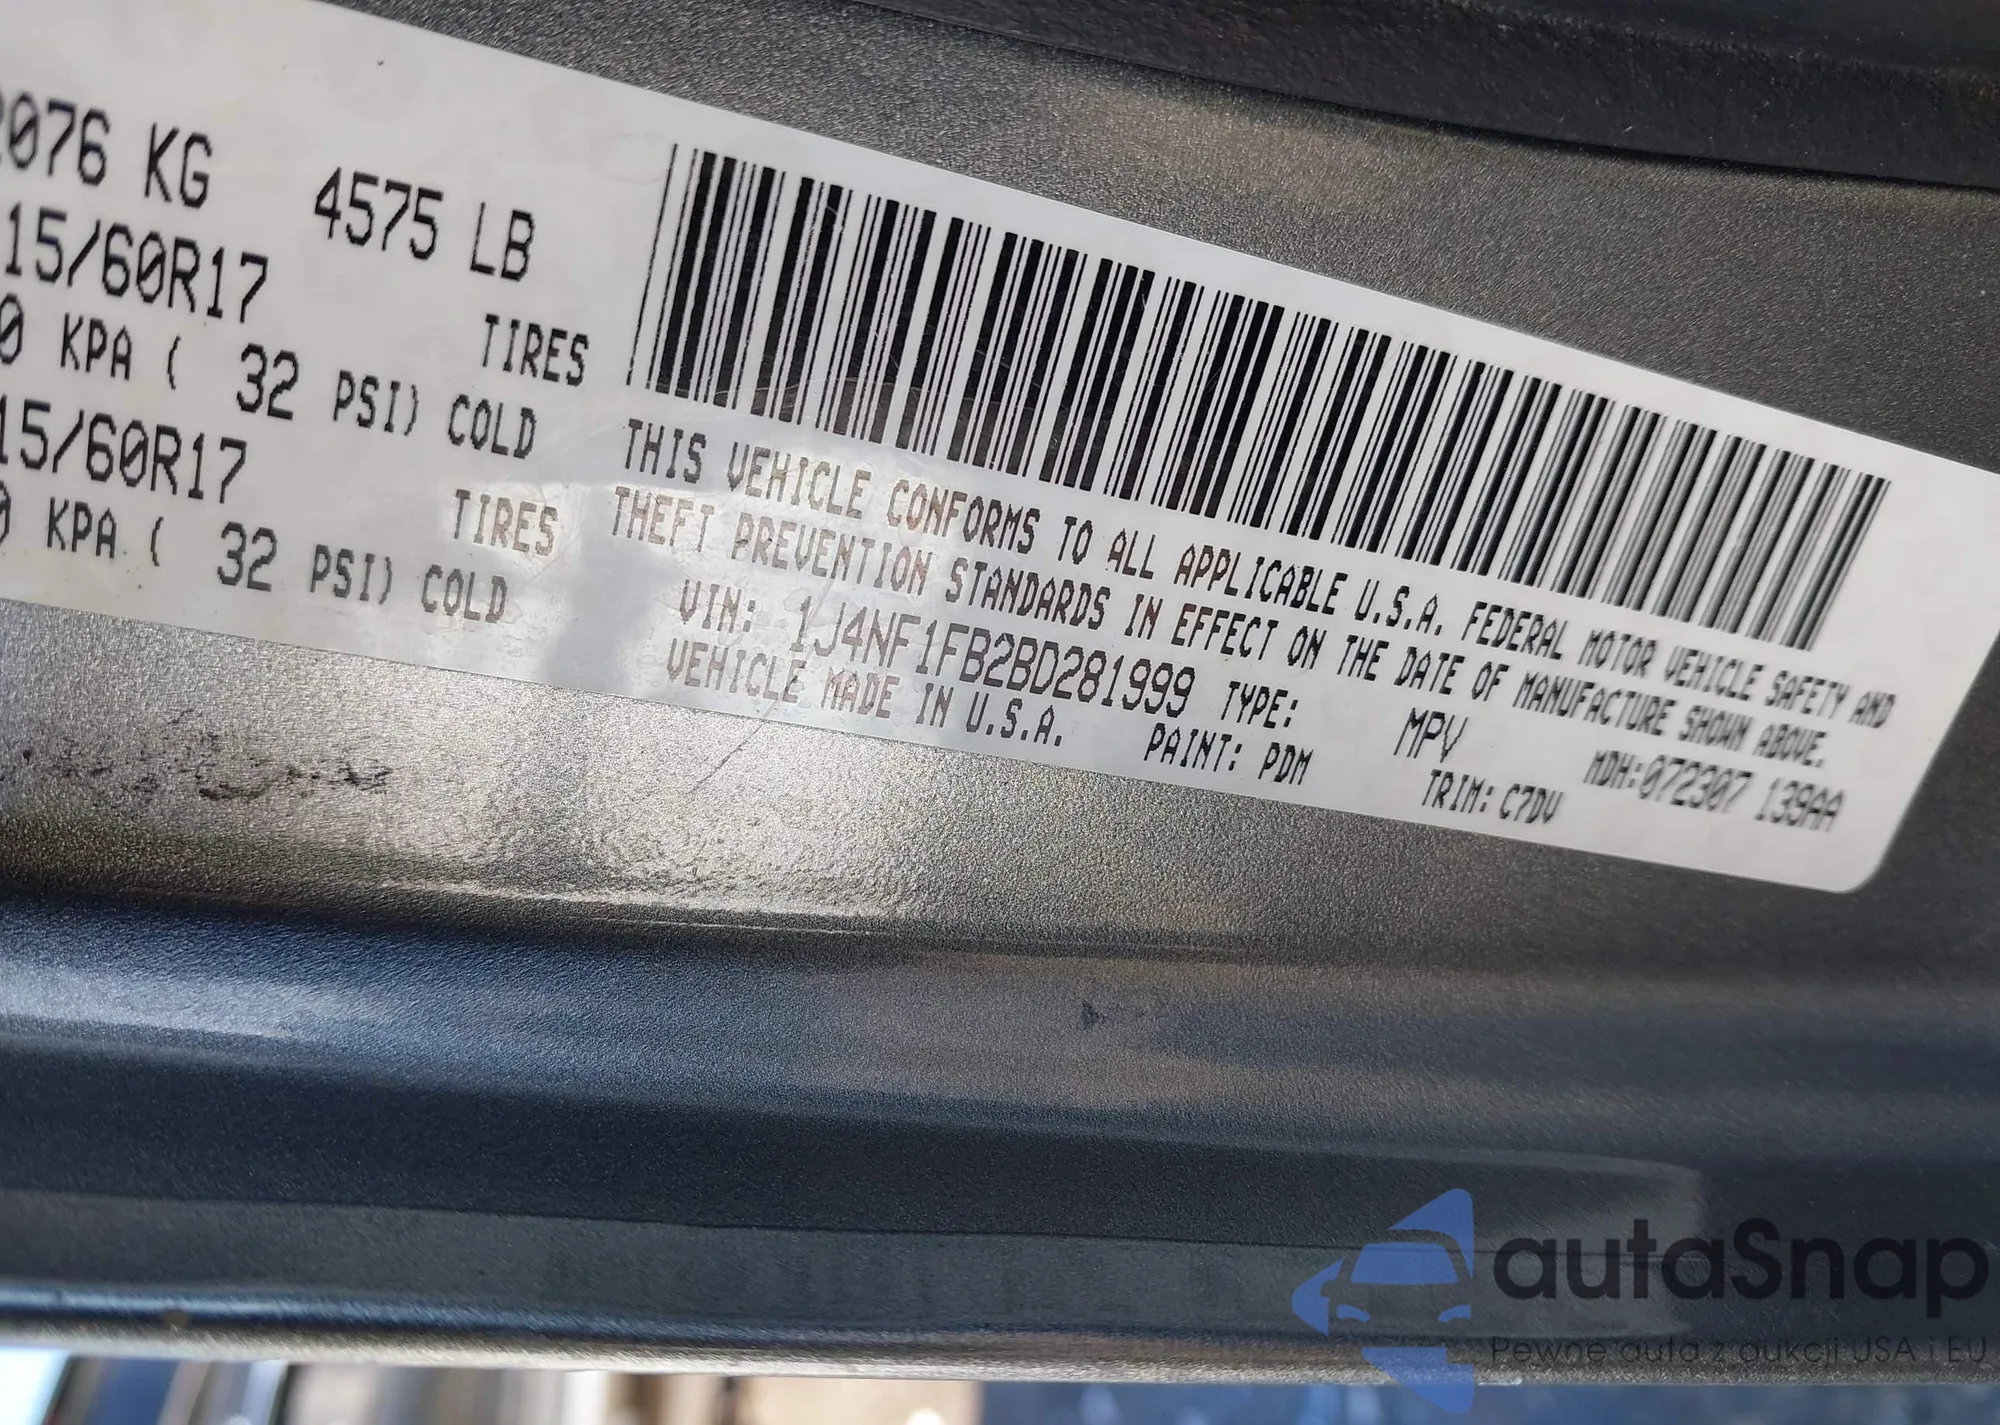 076 KG 4575 LB
15/60R17 TIRES
0 KPA ( 32 PSI) COLD
15/60R17 TIRES
0 KPA ( 32 PSI) COLD
THIS VEHICLE CONFORMS TO ALL APPLICABLE U.S.A. FEDERAL MOTOR VEHICLE SAFETY AND
THEFT PREVENTION STANDARDS IN EFFECT ON THE DATE OF MANUFACTURE SHOWN ABOVE.
VIN: 1J4NF1FB2BD281999 TYPE: MPV MDH:072307 139AA
VEHICLE MADE IN U.S.A. PAINT: PDM TRIM: C7DV
autaSnap
Pewne auta z aukcji USA i EU